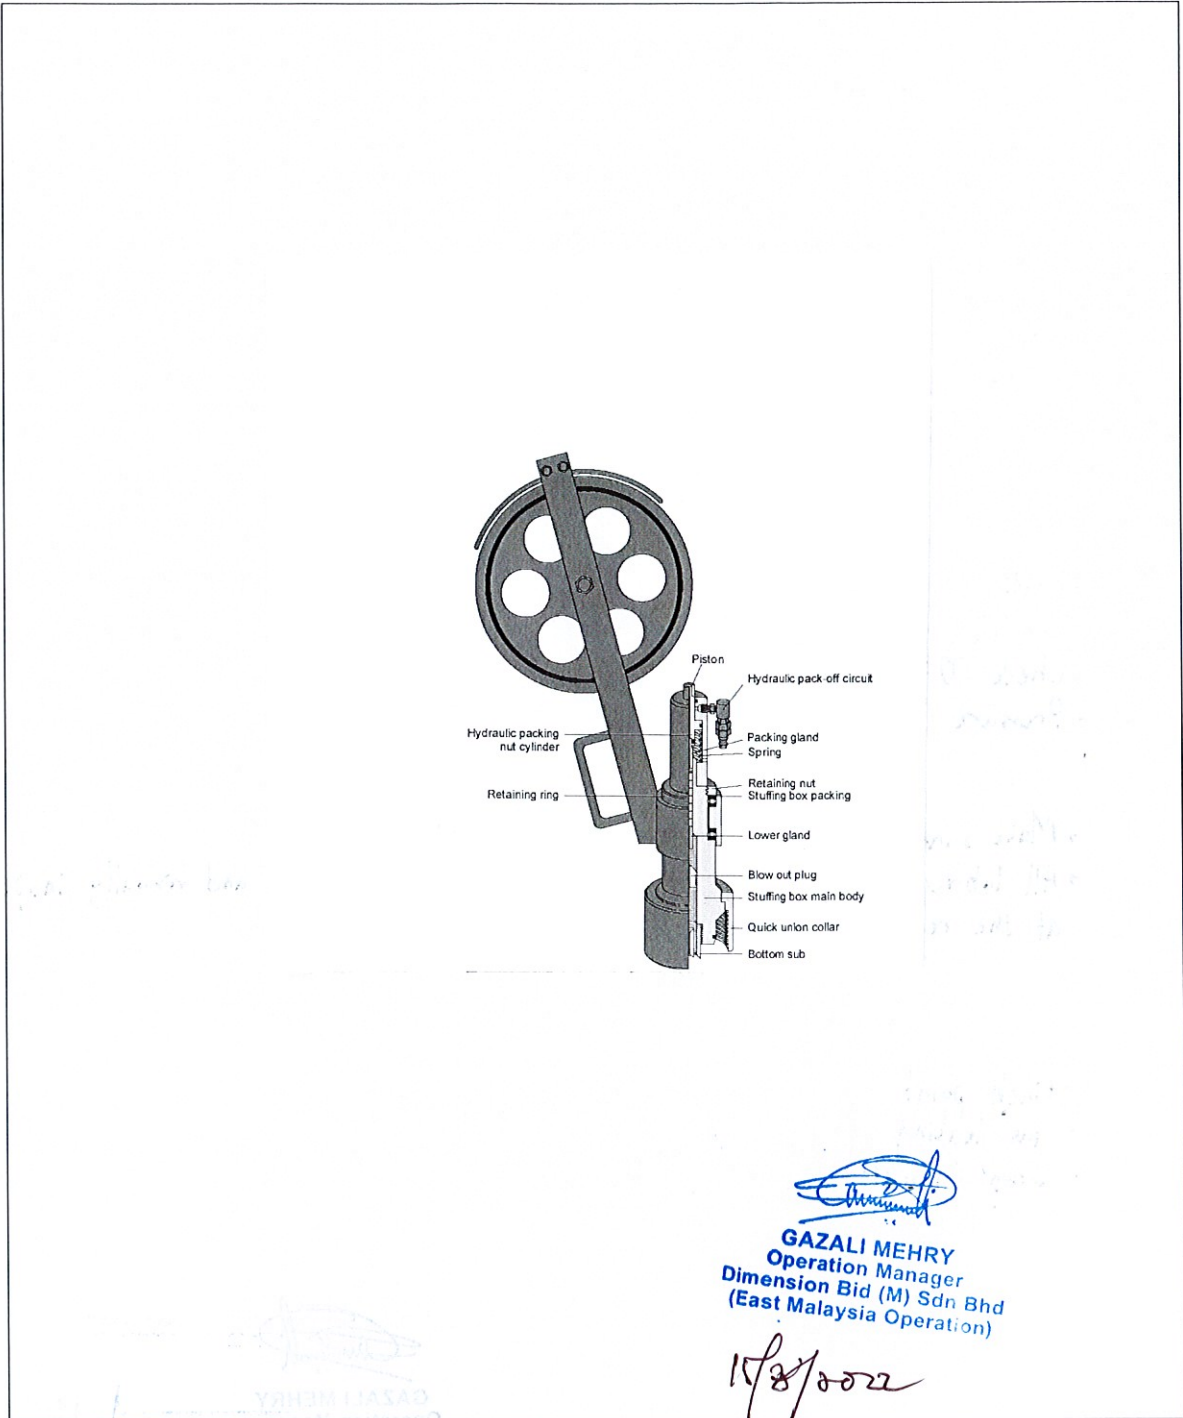 Piston
Hydraulic pack-off circuit
Hydraulic packing
nut cylinder
Packing gland
Spring
Retaining nut
Retaining ring
Stuffing box packing
Lower gland
Blow out plug
Stuffing box main body
Quick union collar
Bottom sub
GAZALI MEHRY
Operation Manager
Dimension Bid (M) Sdn Bhd
(East Malaysia Operation)
15/8/2022